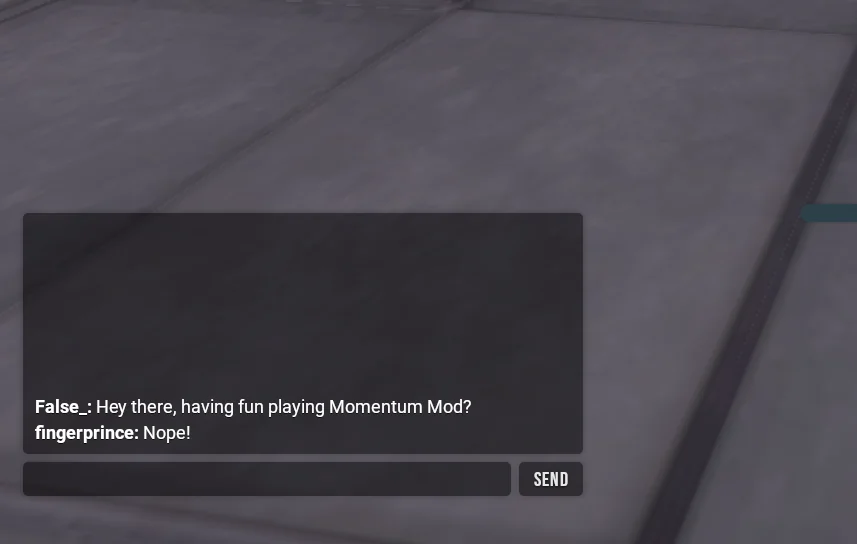 False_: Hey there, having fun playing Momentum Mod?
fingerprince: Nope!
SEND